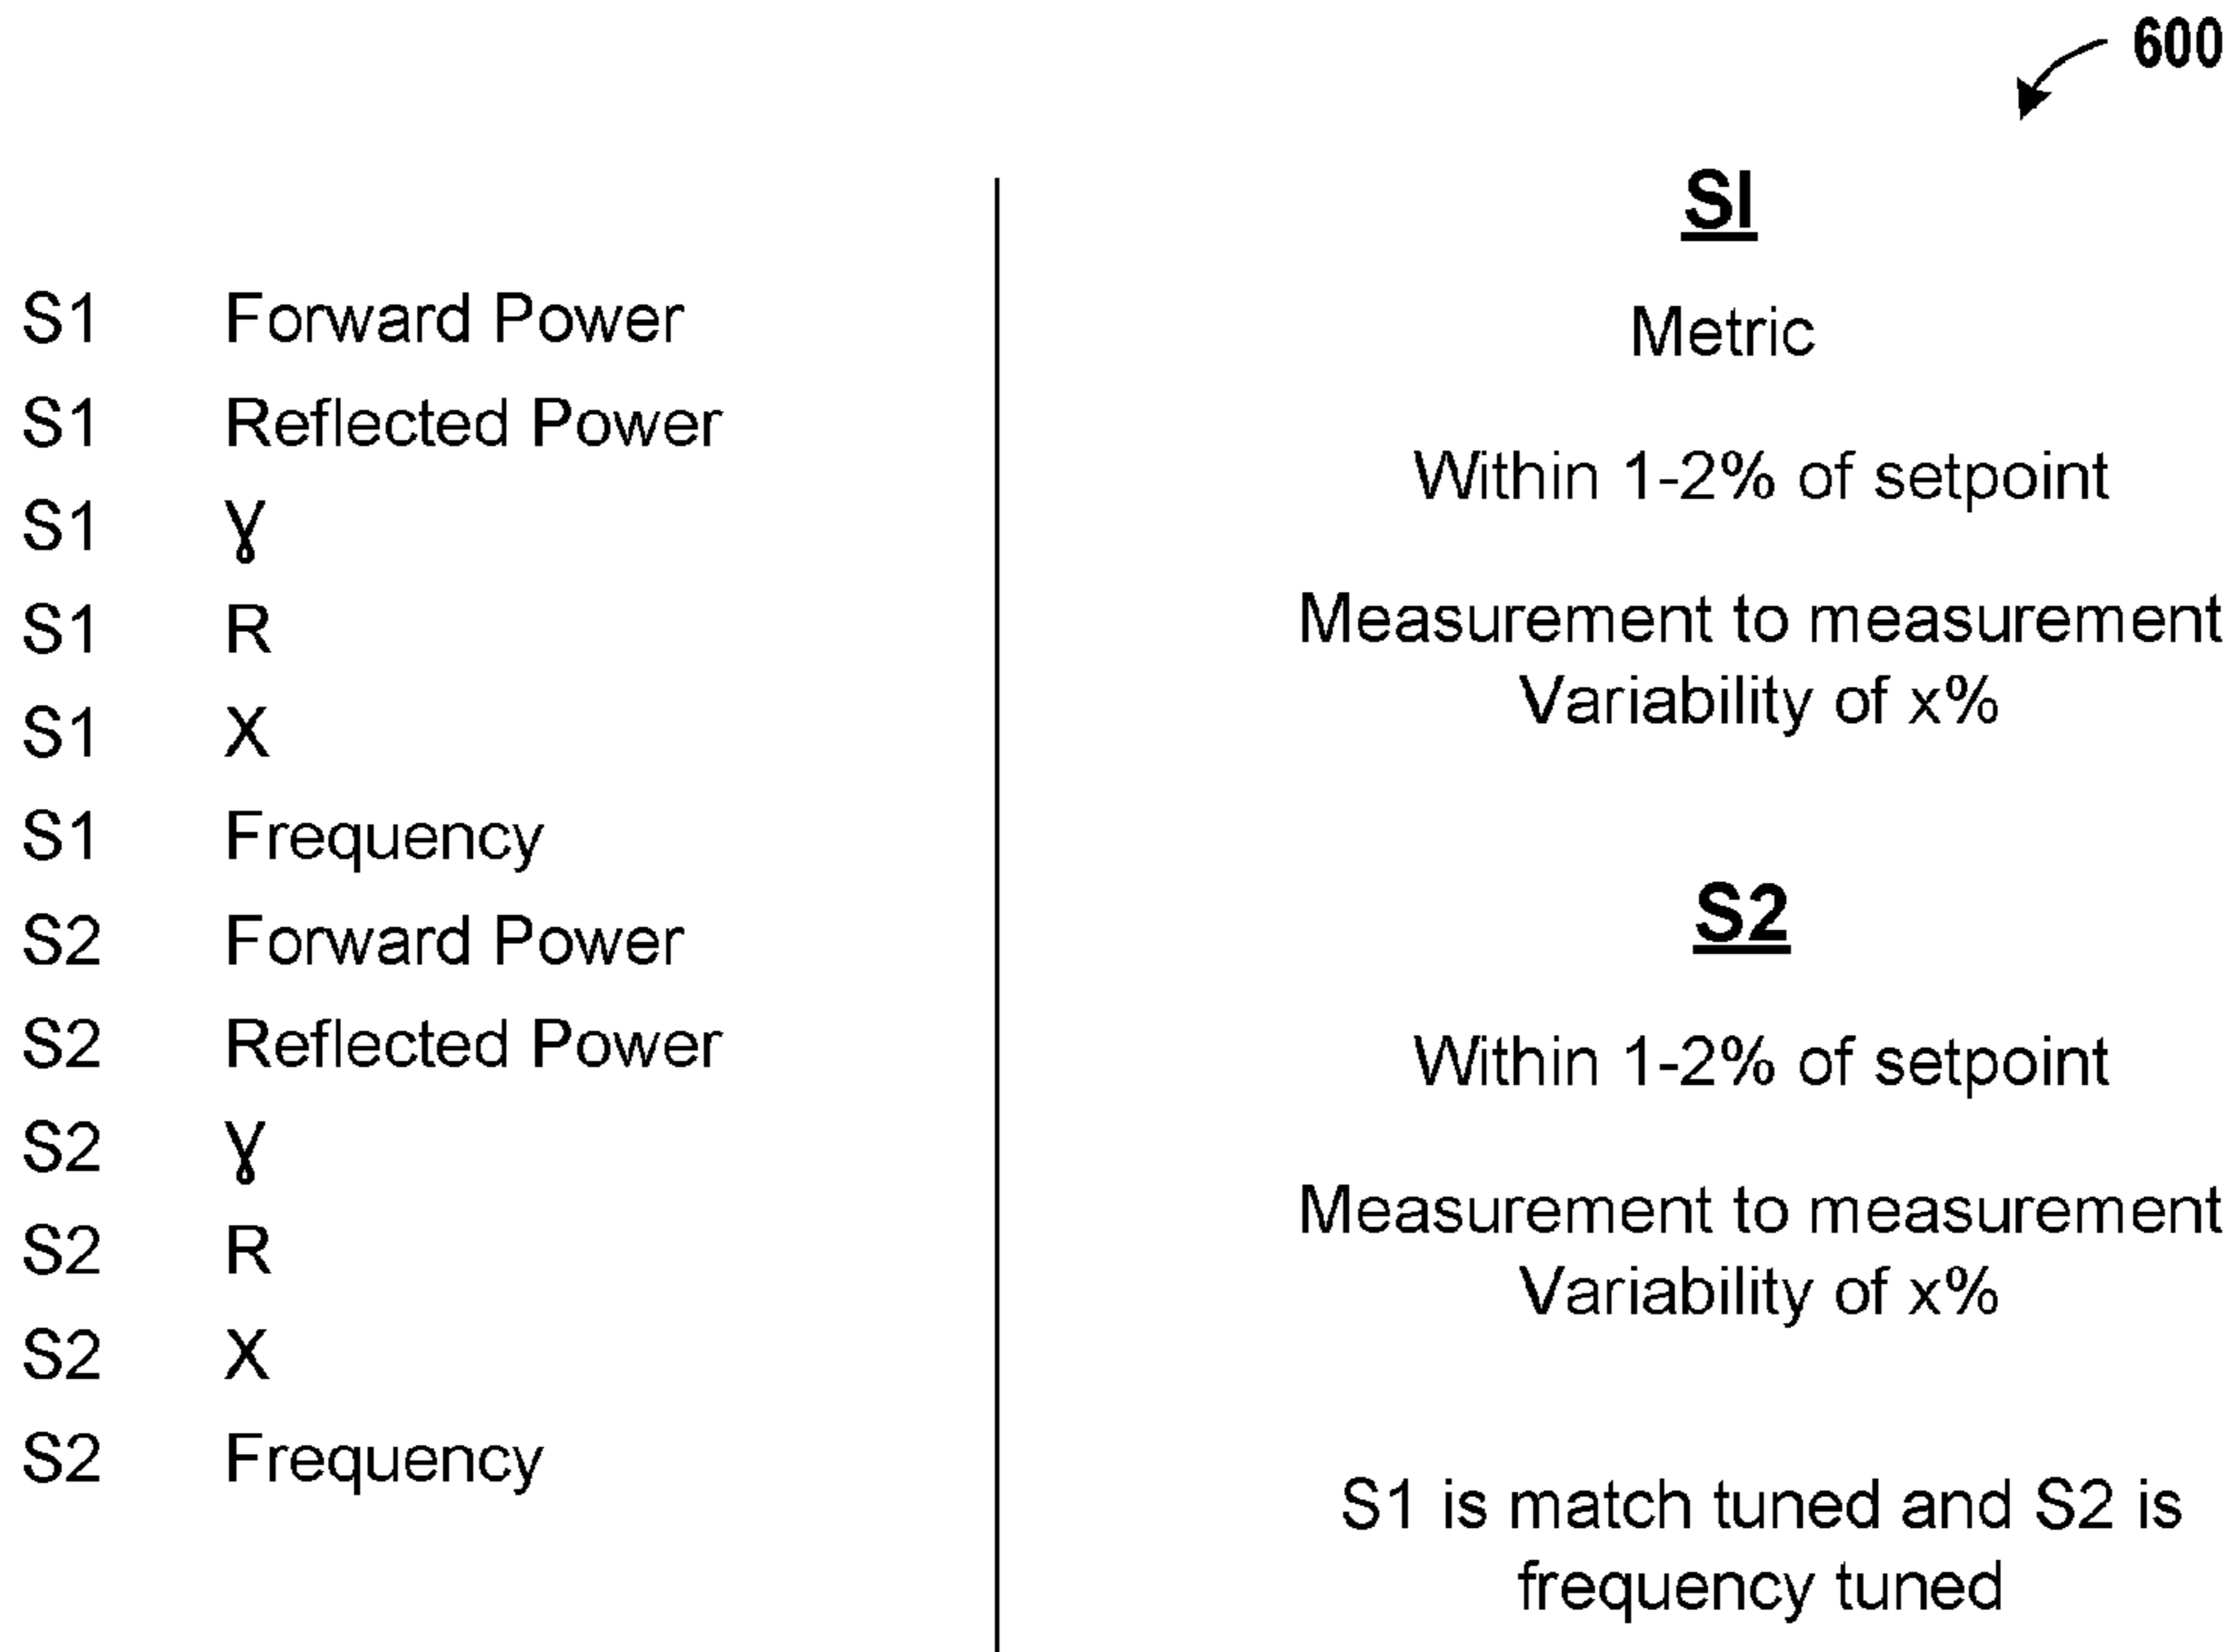 600
S1 Forward Power
S1 Reflected Power
S1 Ɣ
S1 R
S1 X
S1 Frequency
S2 Forward Power
S2 Reflected Power
S2 Ɣ
S2 R
S2 X
S2 Frequency
SI
Metric
Within 1-2% of setpoint
Measurement to measurement
Variability of x%
S2
Within 1-2% of setpoint
Measurement to measurement
Variability of x%
S1 is match tuned and S2 is
frequency tuned